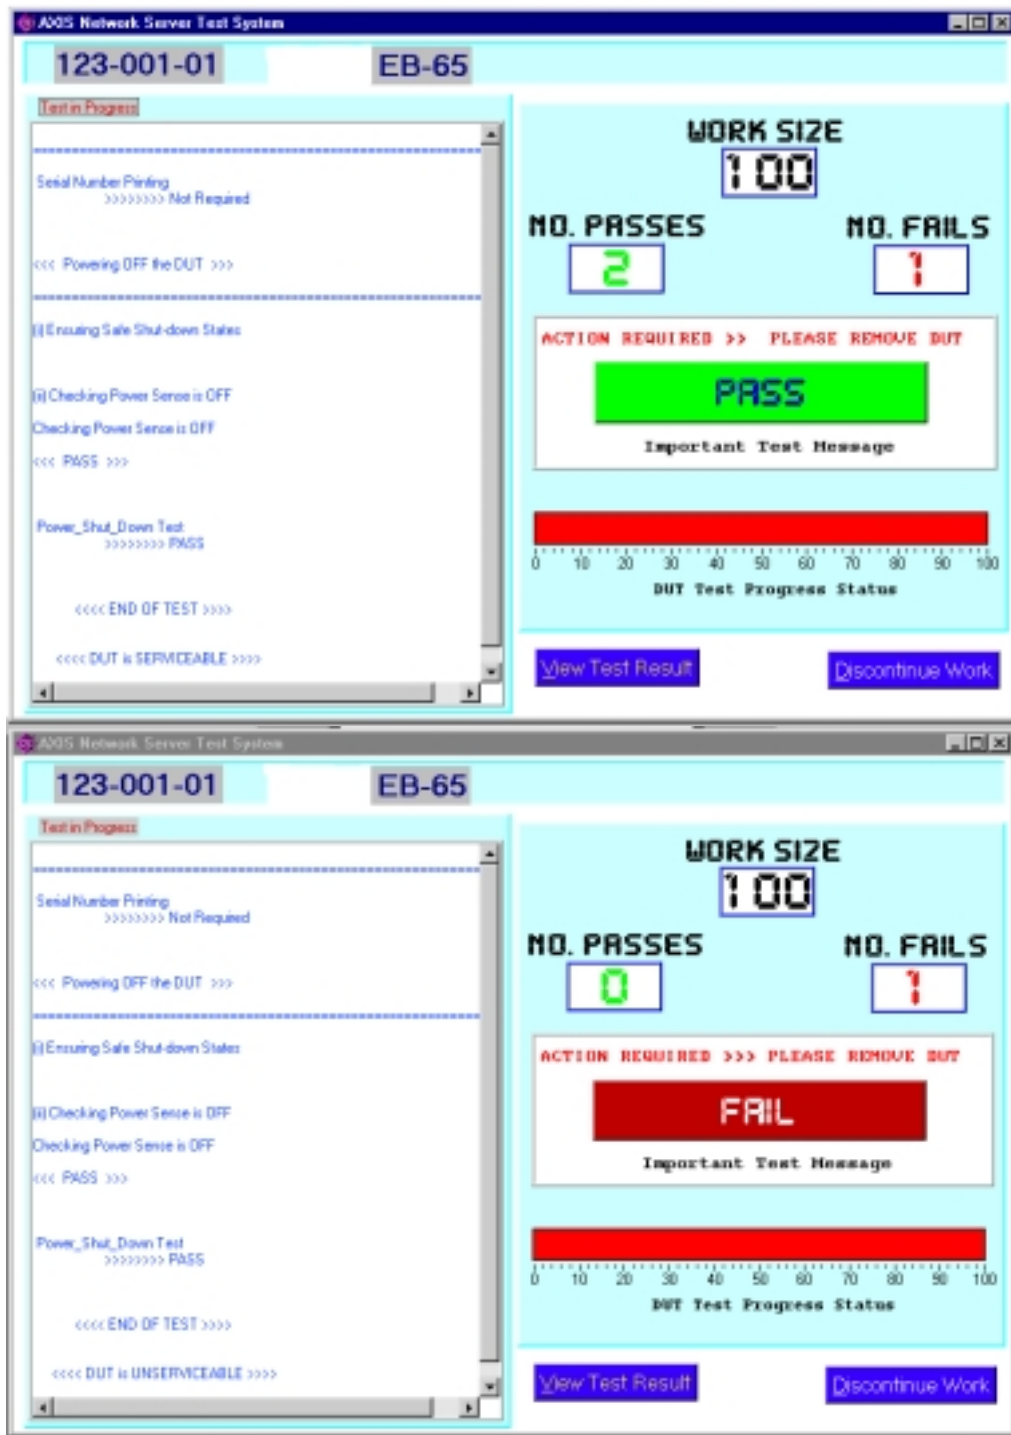 AXIS Network Server Test System
123-001-01 EB-65
Test in Progress
Serial Number Printing
>>>>>>>> Not Required
<<< Powering OFF the DUT >>>
(i) Ensuring Safe Shut-down States
(ii) Checking Power Sense is OFF
Checking Power Sense is OFF
<<< PASS >>>
Power_Shut_Down Test
>>>>>>>> PASS
<<<< END OF TEST >>>>
<<<< DUT is SERVICEABLE >>>>
WORK SIZE
100
NO. PASSES NO. FAILS
2 1
ACTION REQUIRED >> PLEASE REMOVE DUT
PASS
Important Test Message
0 10 20 30 40 50 60 70 80 90 100
DUT Test Progress Status
View Test Result Discontinue Work
AXIS Network Server Test System
123-001-01 EB-65
Test in Progress
Serial Number Printing
>>>>>>>> Not Required
<<< Powering OFF the DUT >>>
(i) Ensuring Safe Shut-down States
(ii) Checking Power Sense is OFF
Checking Power Sense is OFF
<<< PASS >>>
Power_Shut_Down Test
>>>>>>>> PASS
<<<< END OF TEST >>>>
<<<< DUT is UNSERVICEABLE >>>>
WORK SIZE
100
NO. PASSES NO. FAILS
0 1
ACTION REQUIRED >>> PLEASE REMOVE DUT
FAIL
Important Test Message
0 10 20 30 40 50 60 70 80 90 100
DUT Test Progress Status
View Test Result Discontinue Work